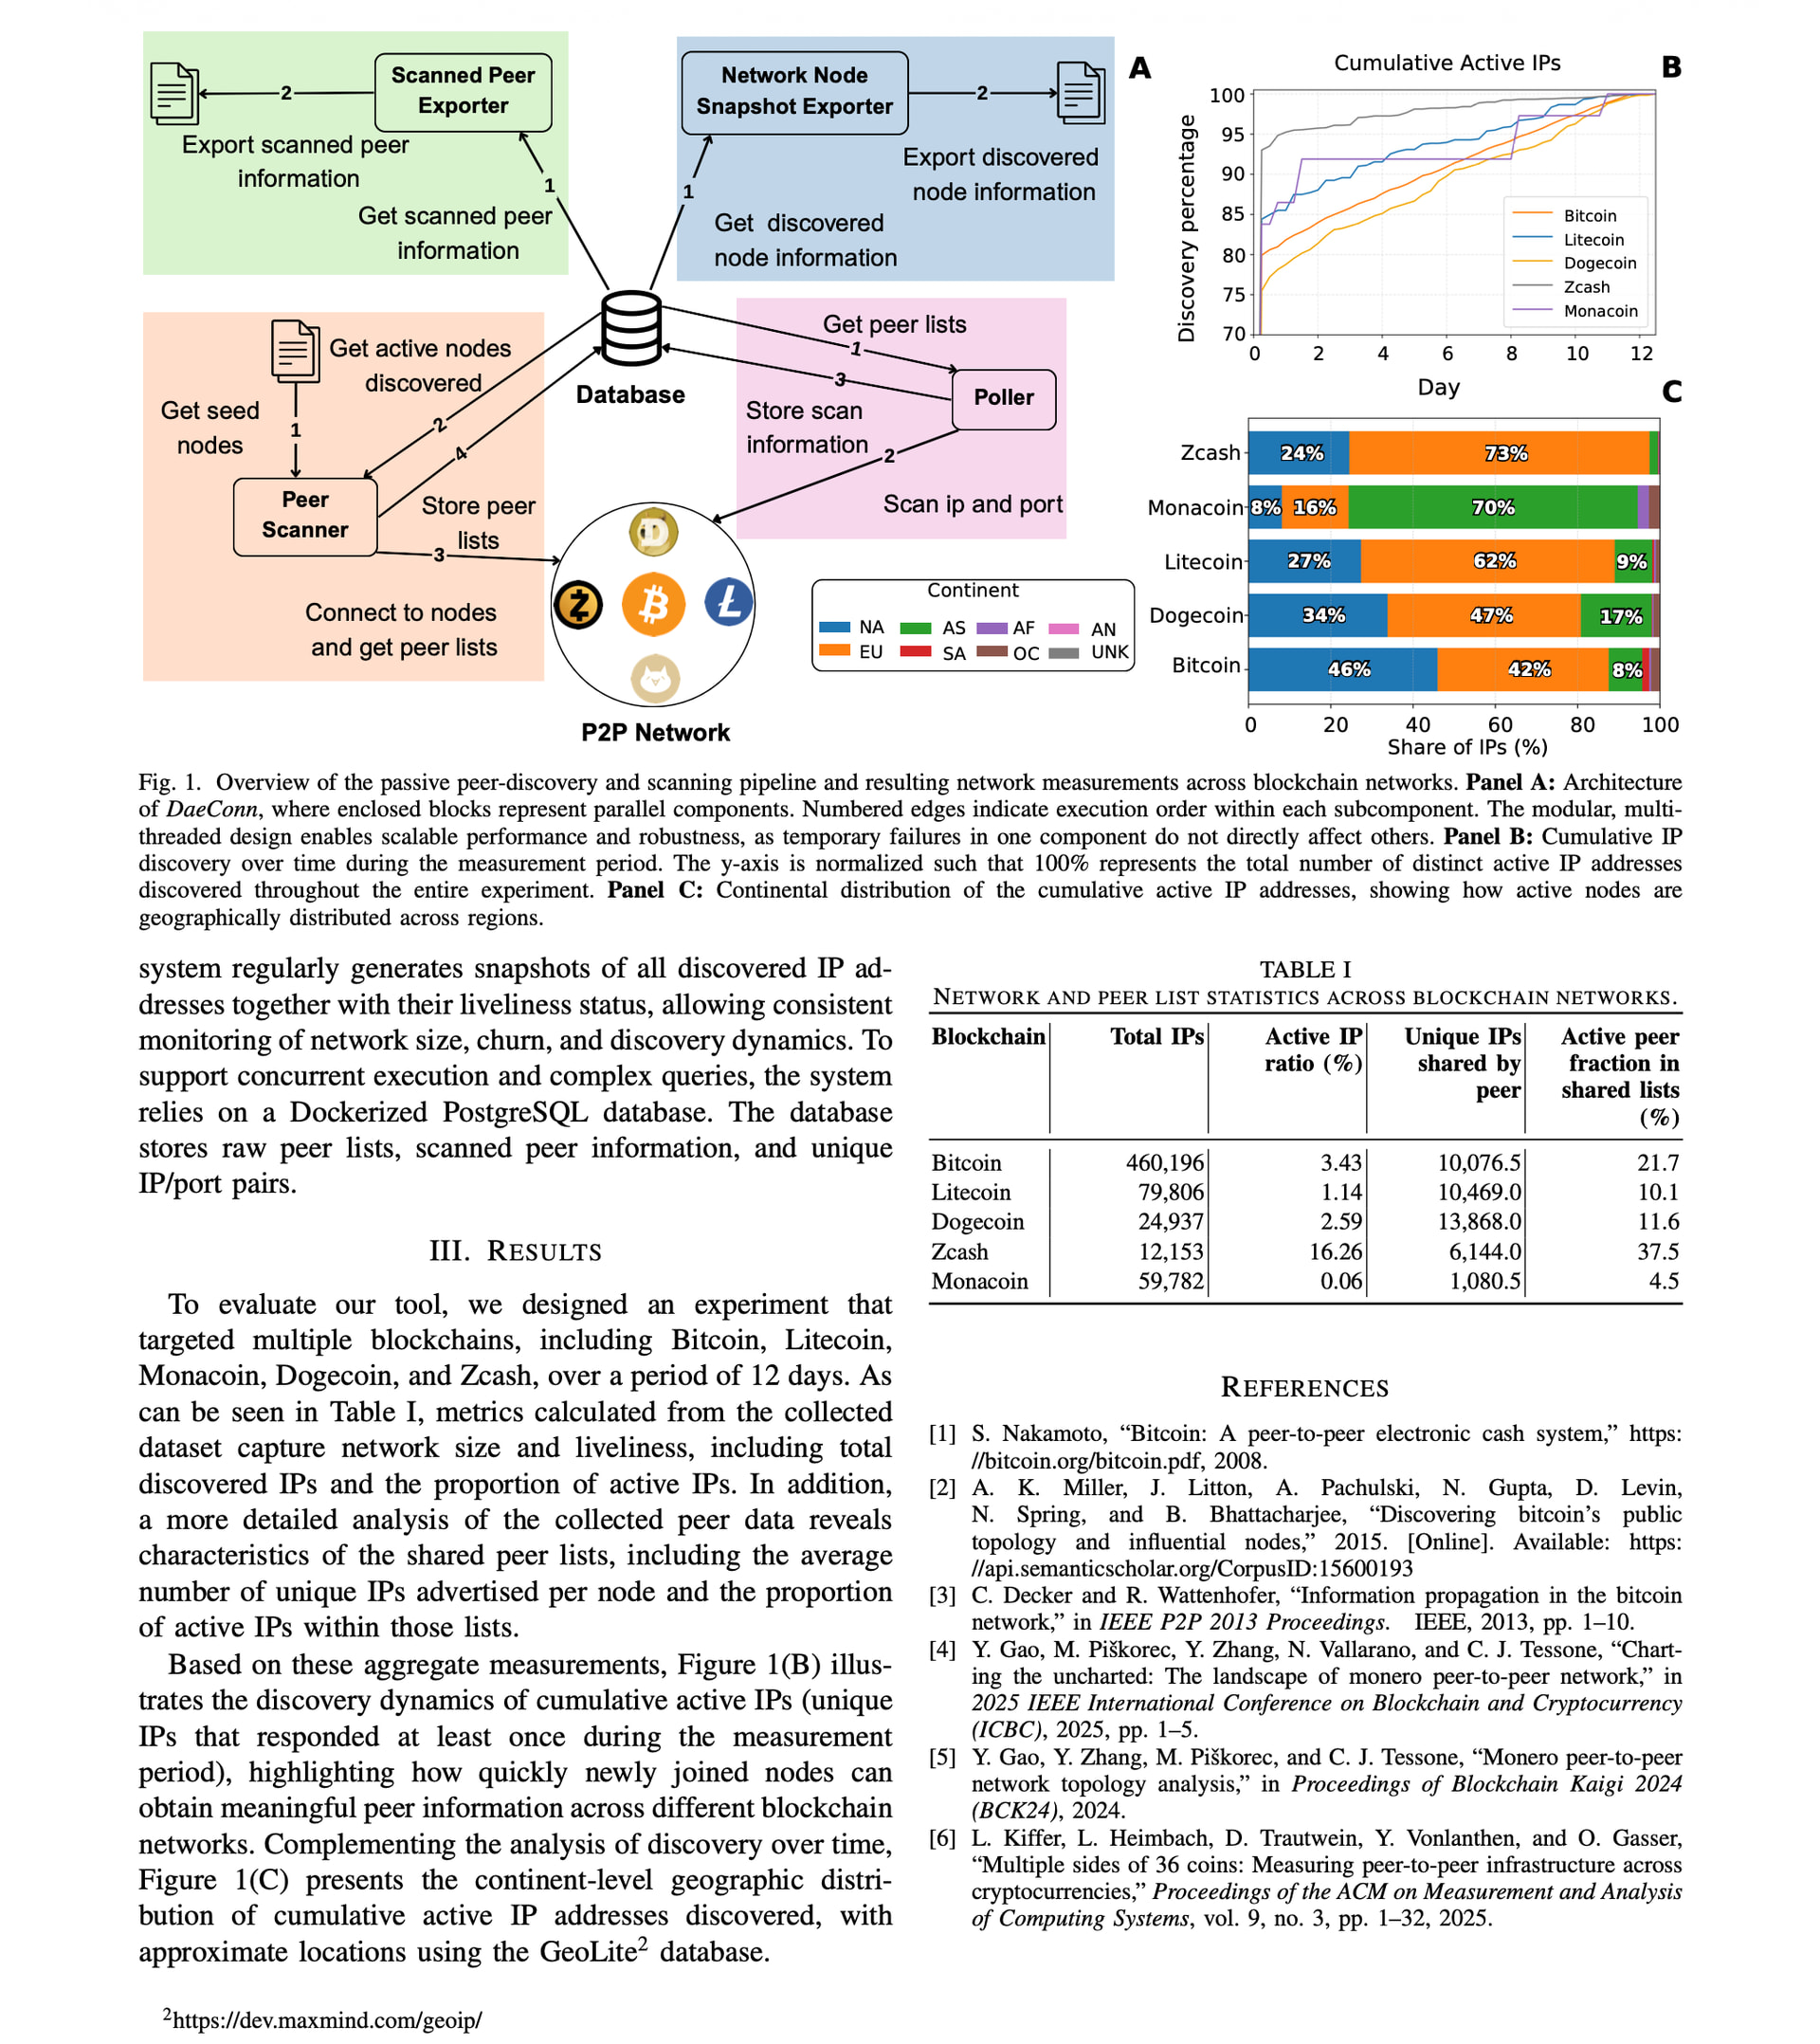 Scanned Peer
Exporter
2
Export scanned peer
information
1
Get scanned peer
information
Network Node
Snapshot Exporter
2
Export discovered
node information
1
Get discovered
node information
A
Get active nodes
discovered
Get seed
nodes
1
2
4
Peer
Scanner
Store peer
lists
3
Connect to nodes
and get peer lists
Database
Get peer lists
1
3
Poller
Store scan
information
2
Scan ip and port
P2P Network
Continent
NA AS AF AN
EU SA OC UNK
Cumulative Active IPs
B
Discovery percentage
100
95
90
85
80
75
70
Bitcoin
Litecoin
Dogecoin
Zcash
Monacoin
0 2 4 6 8 10 12
Day
C
Zcash 24% 73%
Monacoin 8% 16% 70%
Litecoin 27% 62% 9%
Dogecoin 34% 47% 17%
Bitcoin 46% 42% 8%
0 20 40 60 80 100
Share of IPs (%)
Fig. 1. Overview of the passive peer-discovery and scanning pipeline and resulting network measurements across blockchain networks. Panel A: Architecture
of DaeConn, where enclosed blocks represent parallel components. Numbered edges indicate execution order within each subcomponent. The modular, multi-
threaded design enables scalable performance and robustness, as temporary failures in one component do not directly affect others. Panel B: Cumulative IP
discovery over time during the measurement period. The y-axis is normalized such that 100% represents the total number of distinct active IP addresses
discovered throughout the entire experiment. Panel C: Continental distribution of the cumulative active IP addresses, showing how active nodes are
geographically distributed across regions.
system regularly generates snapshots of all discovered IP ad-
dresses together with their liveliness status, allowing consistent
monitoring of network size, churn, and discovery dynamics. To
support concurrent execution and complex queries, the system
relies on a Dockerized PostgreSQL database. The database
stores raw peer lists, scanned peer information, and unique
IP/port pairs.
III. RESULTS
To evaluate our tool, we designed an experiment that
targeted multiple blockchains, including Bitcoin, Litecoin,
Monacoin, Dogecoin, and Zcash, over a period of 12 days. As
can be seen in Table I, metrics calculated from the collected
dataset capture network size and liveliness, including total
discovered IPs and the proportion of active IPs. In addition,
a more detailed analysis of the collected peer data reveals
characteristics of the shared peer lists, including the average
number of unique IPs advertised per node and the proportion
of active IPs within those lists.
Based on these aggregate measurements, Figure 1(B) illus-
trates the discovery dynamics of cumulative active IPs (unique
IPs that responded at least once during the measurement
period), highlighting how quickly newly joined nodes can
obtain meaningful peer information across different blockchain
networks. Complementing the analysis of discovery over time,
Figure 1(C) presents the continent-level geographic distri-
bution of cumulative active IP addresses discovered, with
approximate locations using the GeoLite² database.
²https://dev.maxmind.com/geoip/
TABLE I
NETWORK AND PEER LIST STATISTICS ACROSS BLOCKCHAIN NETWORKS.
Blockchain Total IPs Active IP Unique IPs Active peer
ratio (%) shared by fraction in
peer shared lists
(%)
Bitcoin 460,196 3.43 10,076.5 21.7
Litecoin 79,806 1.14 10,469.0 10.1
Dogecoin 24,937 2.59 13,868.0 11.6
Zcash 12,153 16.26 6,144.0 37.5
Monacoin 59,782 0.06 1,080.5 4.5
REFERENCES
[1] S. Nakamoto, “Bitcoin: A peer-to-peer electronic cash system,” https:
//bitcoin.org/bitcoin.pdf, 2008.
[2] A. K. Miller, J. Litton, A. Pachulski, N. Gupta, D. Levin,
N. Spring, and B. Bhattacharjee, “Discovering bitcoin’s public
topology and influential nodes,” 2015. [Online]. Available: https:
//api.semanticscholar.org/CorpusID:15600193
[3] C. Decker and R. Wattenhofer, “Information propagation in the bitcoin
network,” in IEEE P2P 2013 Proceedings. IEEE, 2013, pp. 1–10.
[4] Y. Gao, M. Piškorec, Y. Zhang, N. Vallarano, and C. J. Tessone, “Chart-
ing the uncharted: The landscape of monero peer-to-peer network,” in
2025 IEEE International Conference on Blockchain and Cryptocurrency
(ICBC), 2025, pp. 1–5.
[5] Y. Gao, Y. Zhang, M. Piškorec, and C. J. Tessone, “Monero peer-to-peer
network topology analysis,” in Proceedings of Blockchain Kaigi 2024
(BCK24), 2024.
[6] L. Kiffer, L. Heimbach, D. Trautwein, Y. Vonlanthen, and O. Gasser,
“Multiple sides of 36 coins: Measuring peer-to-peer infrastructure across
cryptocurrencies,” Proceedings of the ACM on Measurement and Analysis
of Computing Systems, vol. 9, no. 3, pp. 1–32, 2025.